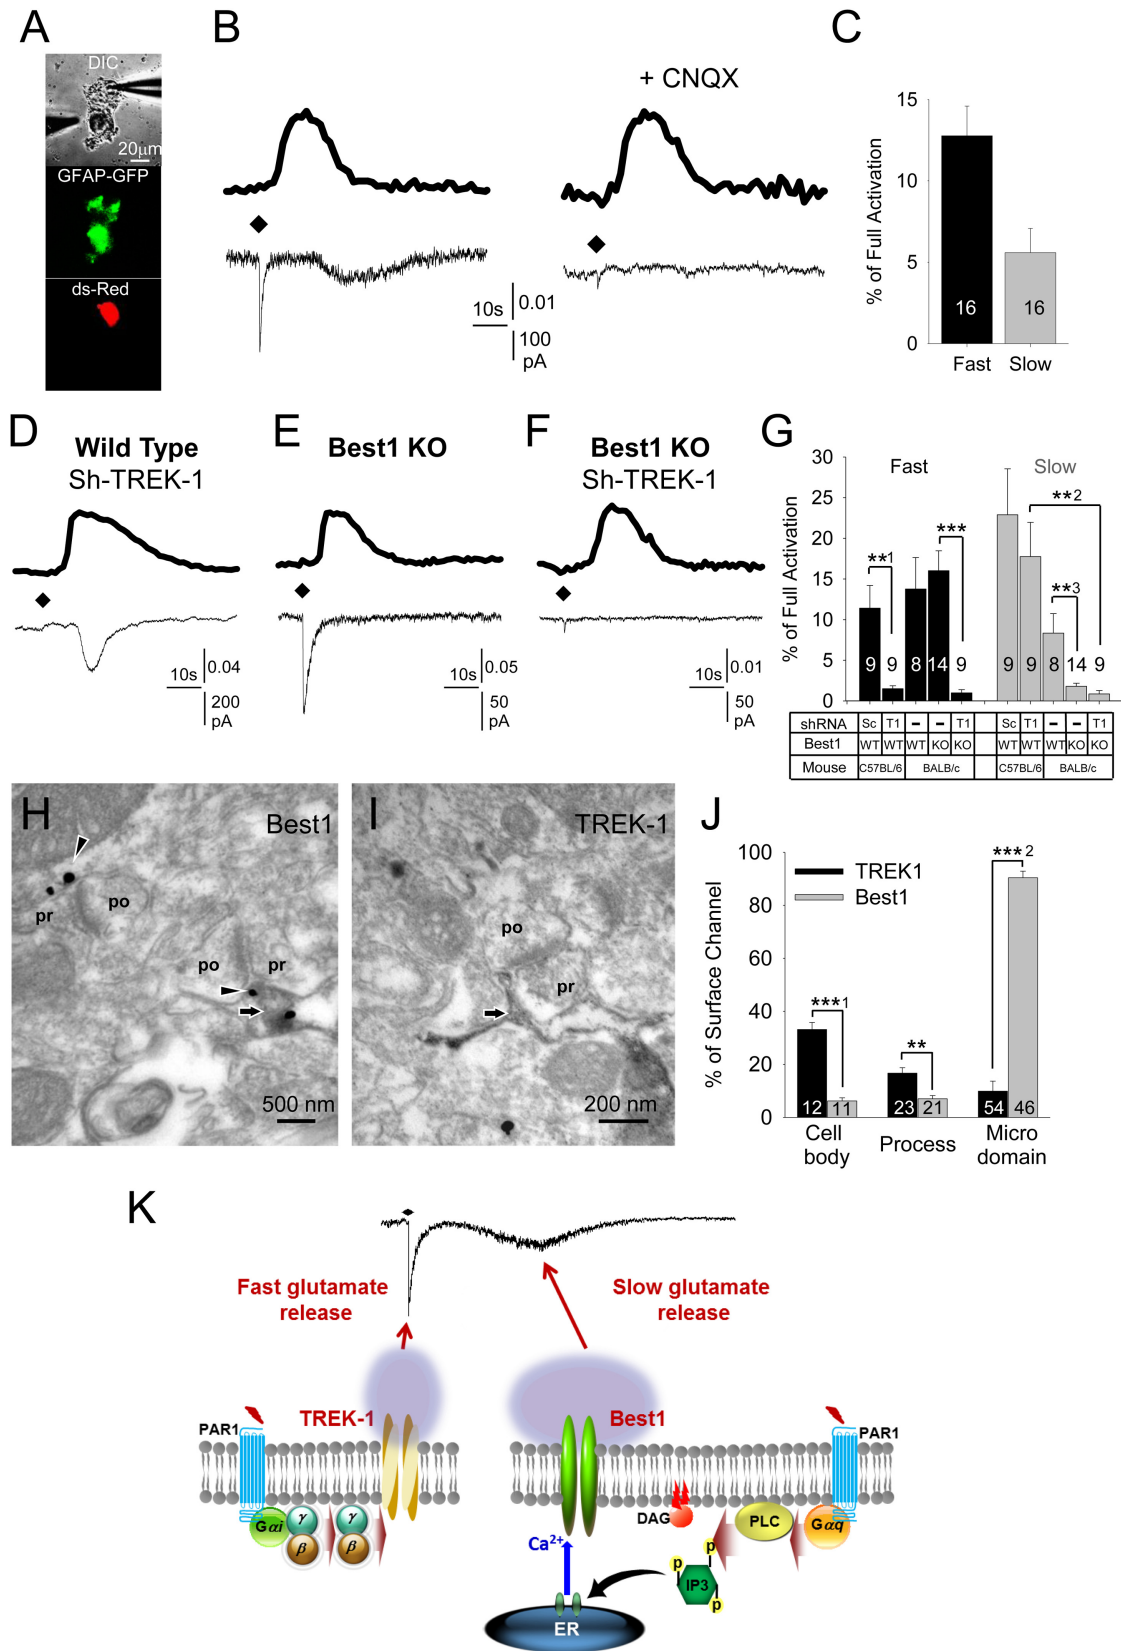 A
DIC
20μm
GFAP-GFP
ds-Red
B
+ CNQX
10s
0.01
100
pA
C
% of Full Activation
15
10
5
0
16
16
Fast
Slow
D
Wild Type
Sh-TREK-1
10s
0.04
200
pA
E
Best1 KO
10s
0.05
50
pA
F
Best1 KO
Sh-TREK-1
10s
0.01
50
pA
G
% of Full Activation
30
25
20
15
10
5
0
Fast
Slow
**1
***
**2
**3
9 9 8 14 9 9 9 8 14 9
shRNA Sc T1 - - T1 Sc T1 - - T1
Best1 WT WT WT KO KO WT WT WT KO KO
Mouse C57BL/6 BALB/c C57BL/6 BALB/c
H
Best1
pr
po
po
pr
500 nm
I
TREK-1
po
pr
200 nm
J
% of Surface Channel
100
80
60
40
20
0
TREK1
Best1
***1
**
***2
12 11 23 21 54 46
Cell
body
Process
Micro
domain
K
Fast glutamate
release
Slow glutamate
release
PAR1
TREK-1
Best1
PAR1
Gαi
γ
β
γ
β
DAG
PLC
Gαq
Ca2+
p
p
IP3
p
ER